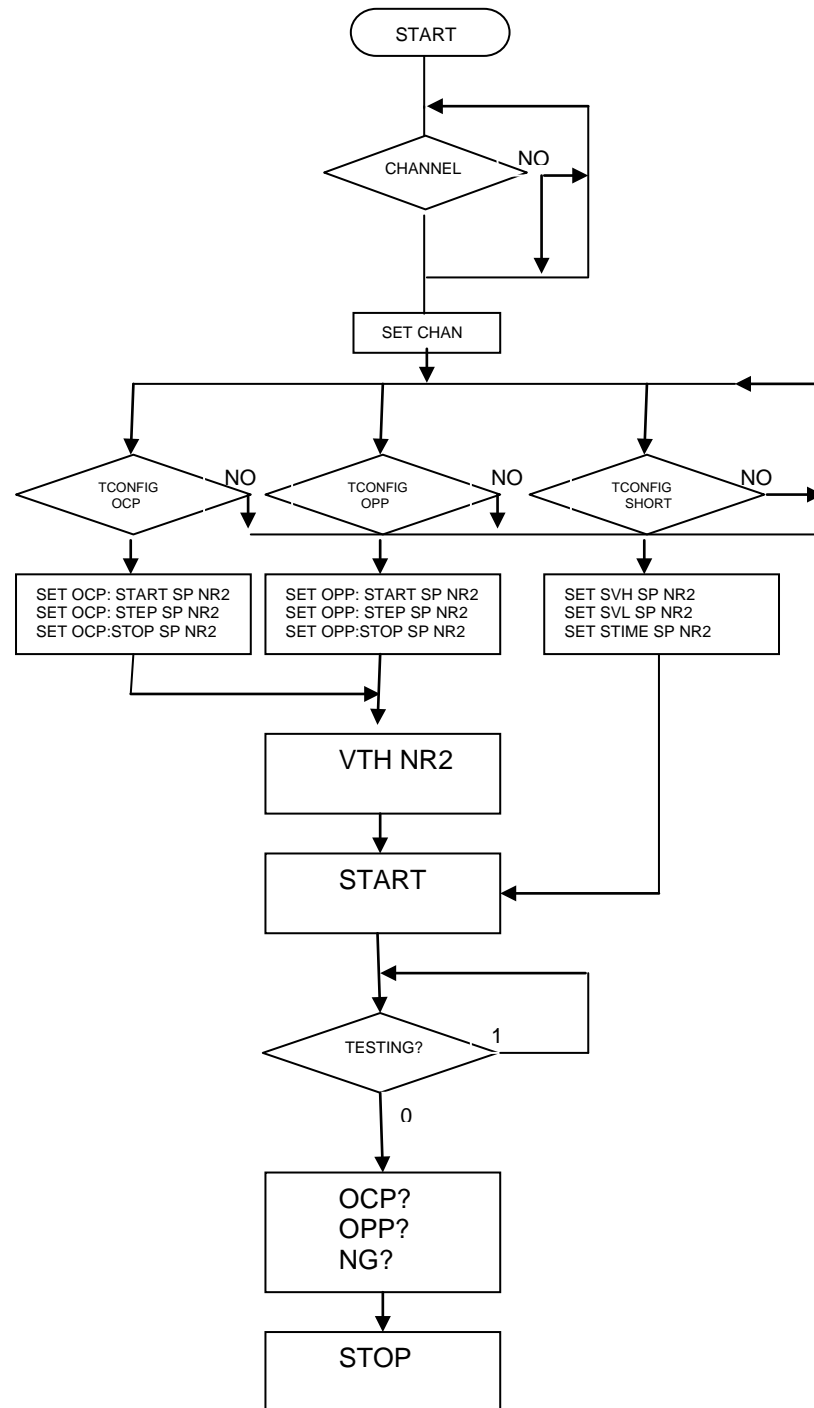 START
CHANNEL
NO
SET CHAN
TCONFIG
OCP
NO
TCONFIG
OPP
NO
TCONFIG
SHORT
NO
SET OCP: START SP NR2
SET OCP: STEP SP NR2
SET OCP:STOP SP NR2
SET OPP: START SP NR2
SET OPP: STEP SP NR2
SET OPP:STOP SP NR2
SET SVH SP NR2
SET SVL SP NR2
SET STIME SP NR2
VTH NR2
START
TESTING?
1
0
OCP?
OPP?
NG?
STOP